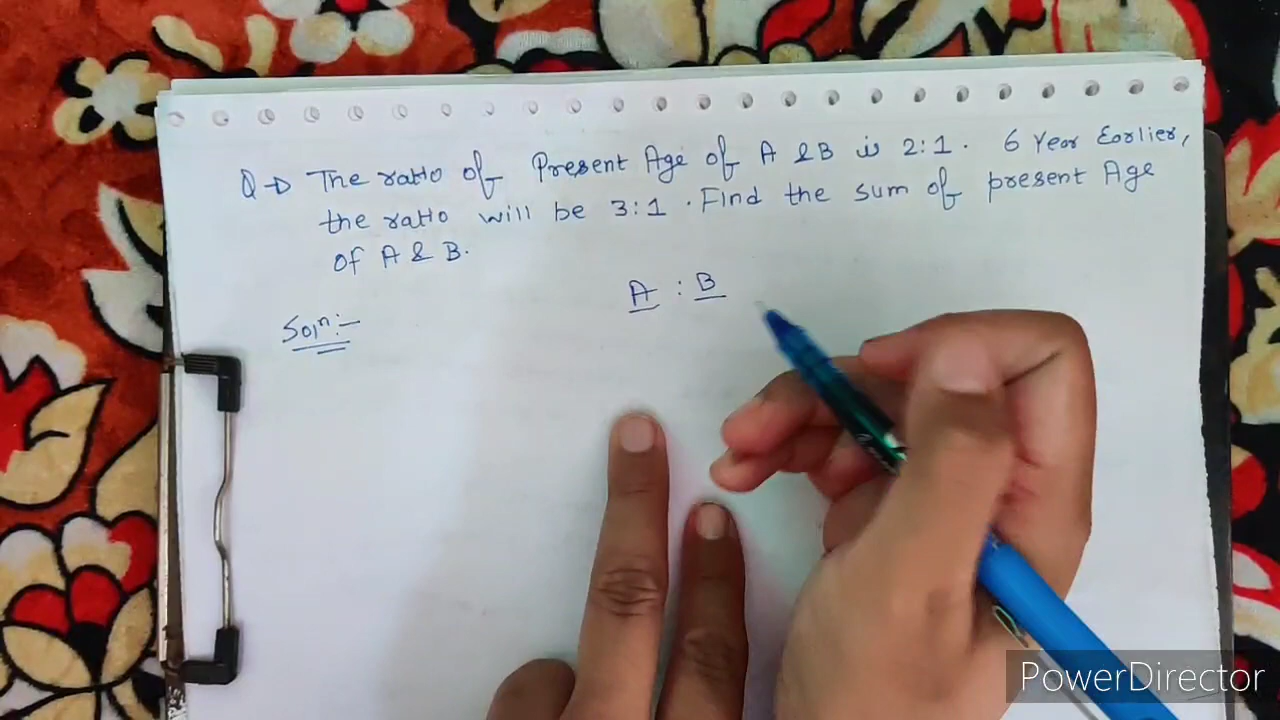 Q → The ratio of Present Age of A & B is 2:1. 6 Year Earlier,
the ratio will be 3:1. Find the sum of present Age
of A & B.
A : B
Solⁿ:-
PowerDirector